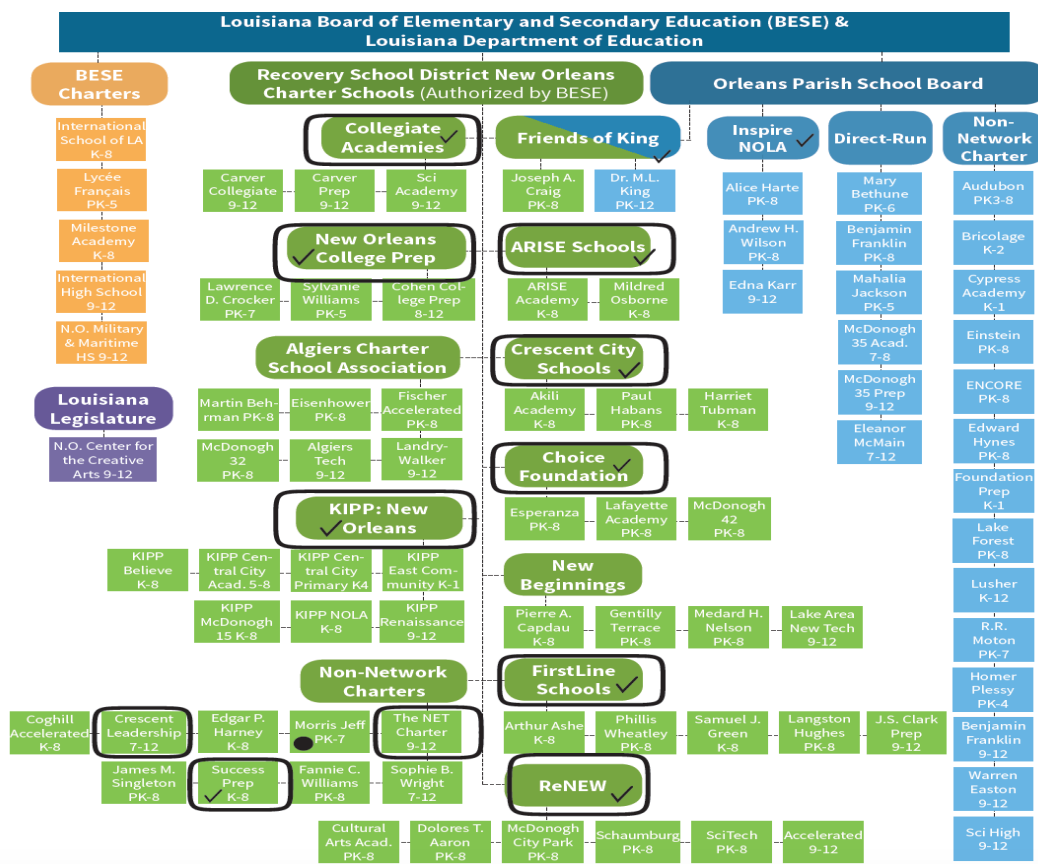 Louisiana Board of Elementary and Secondary Education (BESE) &
Louisiana Department of Education
BESE
Charters
International
School of LA
K-8
Lycée
Français
PK-5
Milestone
Academy
K-8
International
High School
9-12
N.O. Military
& Maritime
HS 9-12
Louisiana
Legislature
N.O. Center for
the Creative
Arts 9-12
Recovery School District New Orleans
Charter Schools (Authorized by BESE)
Collegiate
Academies
Carver
Collegiate
9-12
Carver
Prep
9-12
Sci
Academy
9-12
Friends of King
Joseph A.
Craig
PK-8
Dr. M.L.
King
PK-12
New Orleans
College Prep
Lawrence
D. Crocker
PK-7
Sylvanie
Williams
PK-5
Cohen Col-
lege Prep
8-12
ARISE Schools
ARISE
Academy
K-8
Mildred
Osborne
K-8
Algiers Charter
School Association
Martin Beh-
rman PK-8
Eisenhower
PK-8
Fischer
Accelerated
PK-8
McDonogh
32
PK-8
Algiers
Tech
9-12
Landry-
Walker
9-12
Crescent City
Schools
Akili
Academy
K-8
Paul
Habans
K-8
Harriet
Tubman
K-8
Choice
Foundation
Esperanza
PK-8
Lafayette
Academy
PK-8
McDonogh
42
PK-8
KIPP: New
Orleans
KIPP
Believe
K-8
KIPP Cen-
tral City
Acad. 5-8
KIPP Cen-
tral City
Primary K4
KIPP
East Com-
munity K-1
KIPP
McDonogh
15 K-8
KIPP NOLA
K-8
KIPP
Renaissance
9-12
New
Beginnings
Pierre A.
Capdau
K-8
Gentilly
Terrace
PK-8
Medard H.
Nelson
PK-8
Lake Area
New Tech
9-12
Non-Network
Charters
Coghill
Accelerated
K-8
Crescent
Leadership
7-12
Edgar P.
Harney
K-8
Morris Jeff
PK-7
The NET
Charter
9-12
James M.
Singleton
PK-8
Success
Prep
K-8
Fannie C.
Williams
PK-8
Sophie B.
Wright
7-12
FirstLine
Schools
Arthur Ashe
K-8
Phillis
Wheatley
PK-8
Samuel J.
Green
K-8
Langston
Hughes
PK-8
J.S. Clark
Prep
9-12
ReNEW
Cultural
Arts Acad.
PK-8
Dolores T.
Aaron
PK-8
McDonogh
City Park
PK-8
Schaumburg
PK-8
SciTech
PK-8
Accelerated
9-12
Orleans Parish School Board
Inspire
NOLA
Alice Harte
PK-8
Andrew H.
Wilson
PK-8
Edna Karr
9-12
Direct-Run
Mary
Bethune
PK-6
Benjamin
Franklin
PK-8
Mahalia
Jackson
PK-5
McDonogh
35 Acad.
7-8
McDonogh
35 Prep
9-12
Eleanor
McMain
7-12
Non-
Network
Charter
Audubon
PK3-8
Bricolage
K-2
Cypress
Academy
K-1
Einstein
PK-8
ENCORE
PK-8
Edward
Hynes
PK-8
Foundation
Prep
K-1
Lake
Forest
PK-8
Lusher
K-12
R.R.
Moton
PK-7
Homer
Plessy
PK-4
Benjamin
Franklin
9-12
Warren
Easton
9-12
Sci High
9-12